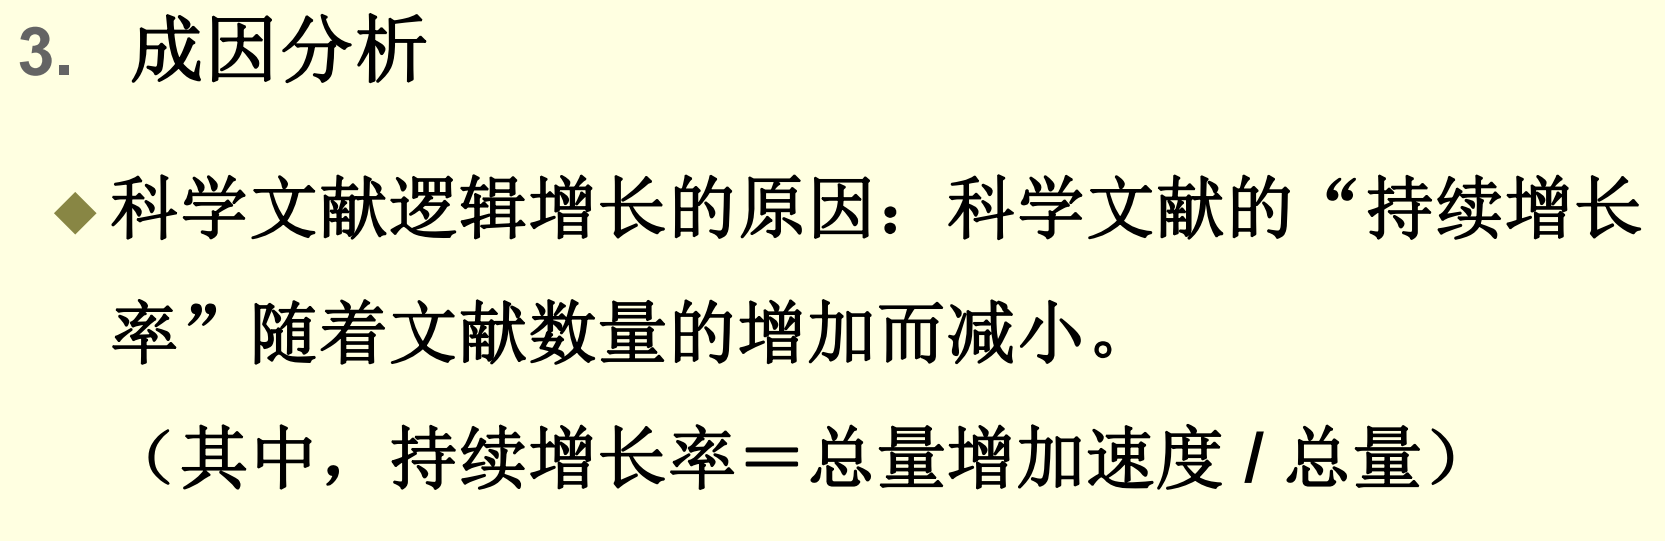 3. 成因分析
◆科学文献逻辑增长的原因：科学文献的“持续增长
率”随着文献数量的增加而减小。
（其中，持续增长率＝总量增加速度 / 总量）